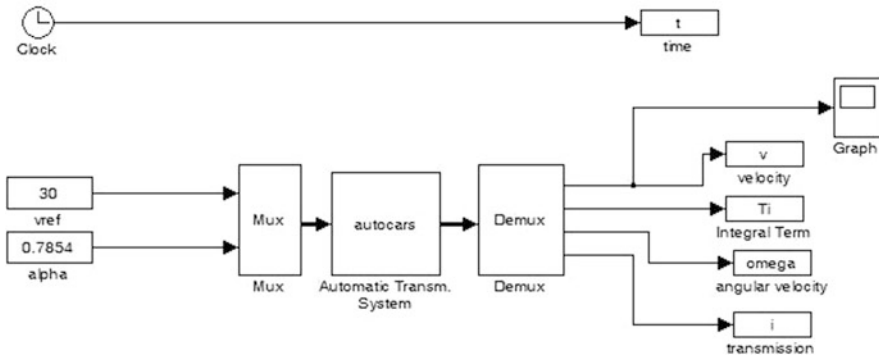 Clock
t
time
Graph
v
velocity
30
vref
Mux
autocars
Demux
Ti
Integral Term
0.7854
alpha
Mux
Automatic Transm.
System
Demux
omega
angular velocity
i
transmission